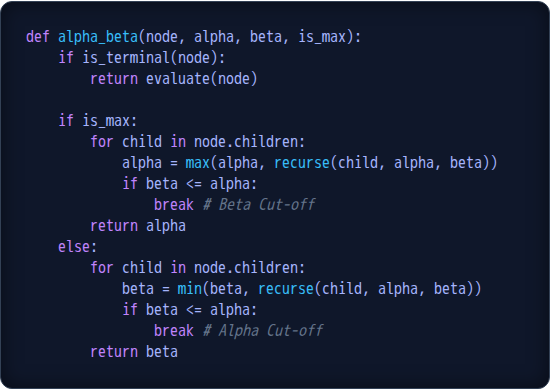 def alpha_beta(node, alpha, beta, is_max):
    if is_terminal(node):
        return evaluate(node)

    if is_max:
        for child in node.children:
            alpha = max(alpha, recurse(child, alpha, beta))
            if beta <= alpha:
                break # Beta Cut-off
        return alpha
    else:
        for child in node.children:
            beta = min(beta, recurse(child, alpha, beta))
            if beta <= alpha:
                break # Alpha Cut-off
        return beta